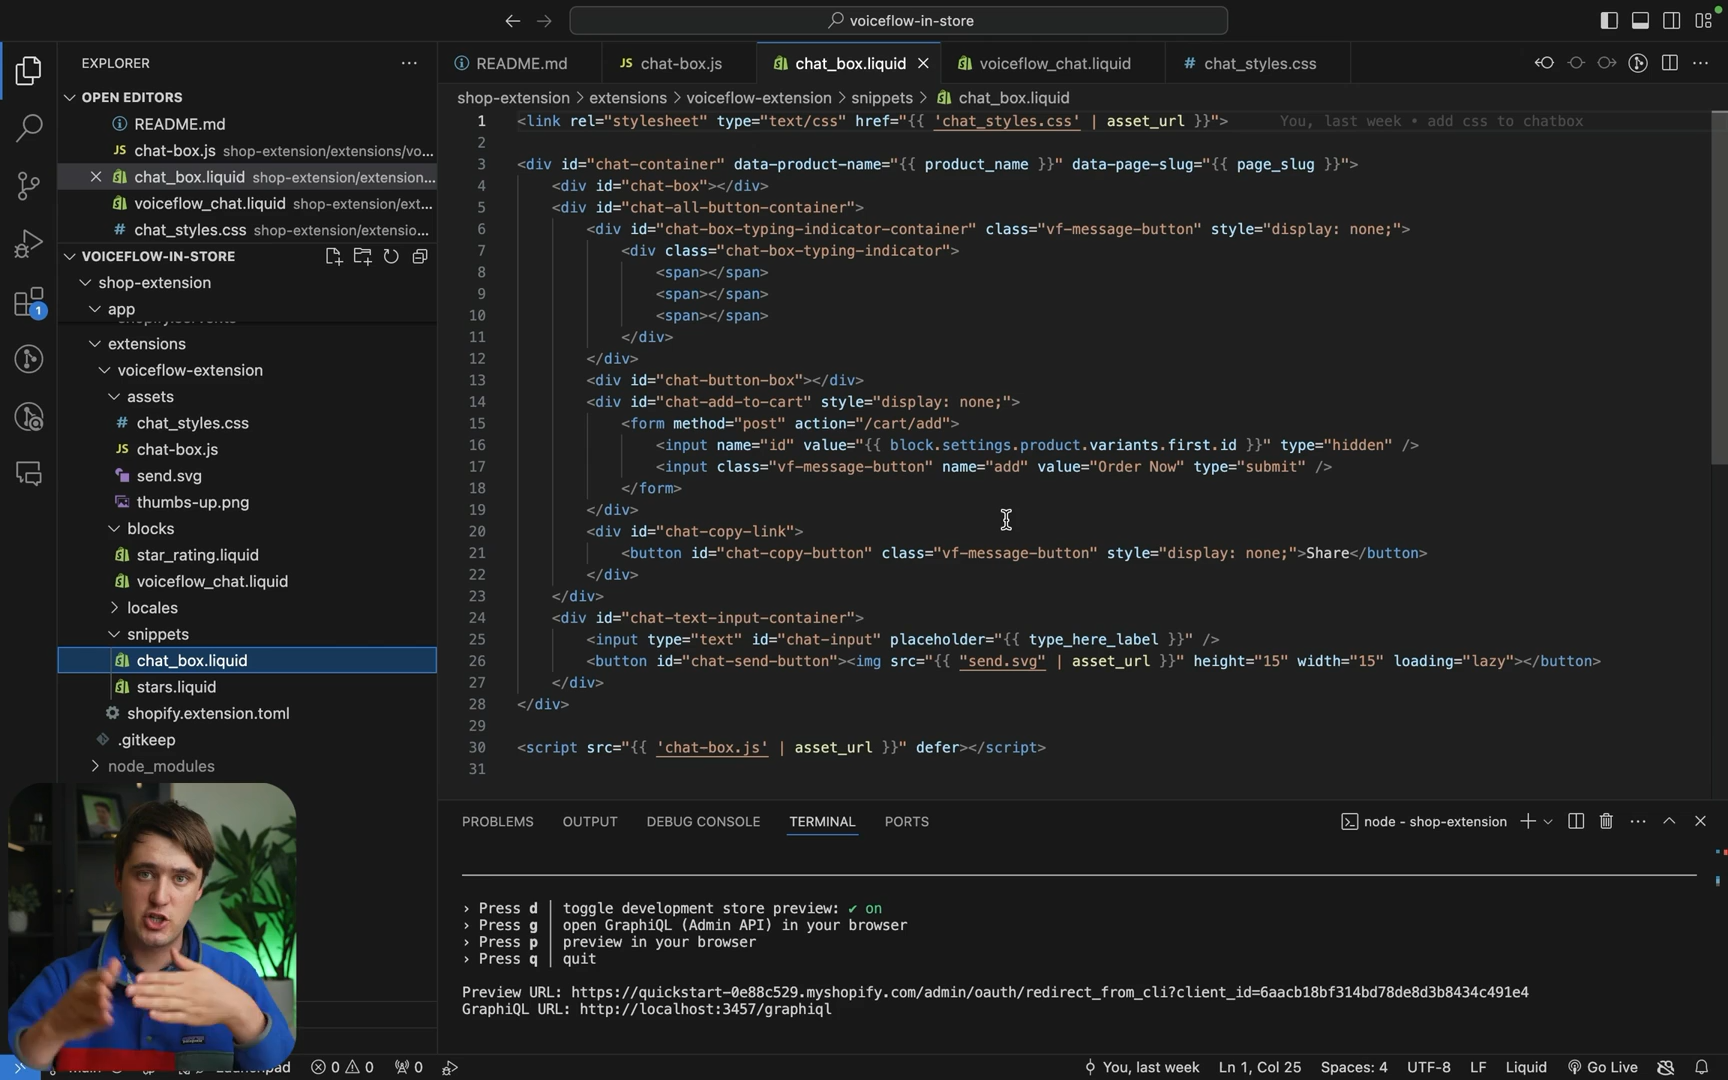 voiceflow-in-store
EXPLORER
OPEN EDITORS
README.md
chat-box.js shop-extension/extensions/vo...
chat_box.liquid shop-extension/extension...
voiceflow_chat.liquid shop-extension/ext...
chat_styles.css shop-extension/extensio...
VOICEFLOW-IN-STORE
shop-extension
app
extensions
voiceflow-extension
assets
chat_styles.css
JS chat-box.js
send.svg
thumbs-up.png
blocks
star_rating.liquid
voiceflow_chat.liquid
locales
snippets
chat_box.liquid
stars.liquid
shopify.extension.toml
.gitkeep
node_modules
1
README.md
JS chat-box.js
chat_box.liquid
voiceflow_chat.liquid
# chat_styles.css
shop-extension > extensions > voiceflow-extension > snippets > chat_box.liquid
1 <link rel="stylesheet" type="text/css" href="{{ 'chat_styles.css' | asset_url }}"> You, last week • add css to chatbox
2
3 <div id="chat-container" data-product-name="{{ product_name }}" data-page-slug="{{ page_slug }}">
4 <div id="chat-box"></div>
5 <div id="chat-all-button-container">
6 <div id="chat-box-typing-indicator-container" class="vf-message-button" style="display: none;">
7 <div class="chat-box-typing-indicator">
8 <span></span>
9 <span></span>
10 <span></span>
11 </div>
12 </div>
13 <div id="chat-button-box"></div>
14 <div id="chat-add-to-cart" style="display: none;">
15 <form method="post" action="/cart/add">
16 <input name="id" value="{{ block.settings.product.variants.first.id }}" type="hidden" />
17 <input class="vf-message-button" name="add" value="Order Now" type="submit" />
18 </form>
19 </div>
20 <div id="chat-copy-link">
21 <button id="chat-copy-button" class="vf-message-button" style="display: none;">Share</button>
22 </div>
23 </div>
24 <div id="chat-text-input-container">
25 <input type="text" id="chat-input" placeholder="{{ type_here_label }}" />
26 <button id="chat-send-button"><img src="{{ "send.svg" | asset_url }}" height="15" width="15" loading="lazy"></button>
27 </div>
28 </div>
29
30 <script src="{{ 'chat-box.js' | asset_url }}" defer></script>
31
PROBLEMS OUTPUT DEBUG CONSOLE TERMINAL PORTS
node - shop-extension
› Press d | toggle development store preview: ✓ on
› Press g | open GraphiQL (Admin API) in your browser
› Press p | preview in your browser
› Press q | quit
Preview URL: https://quickstart-0e88c529.myshopify.com/admin/oauth/redirect_from_cli?client_id=6aacb18bf314bd78de8d3b8434c491e4
GraphiQL URL: http://localhost:3457/graphiql
0 0 0
You, last week Ln 1, Col 25 Spaces: 4 UTF-8 LF Liquid Go Live